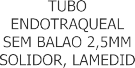 TUBO
ENDOTRAQUEAL
SEM BALAO 2,5MM
SOLIDOR, LAMEDID